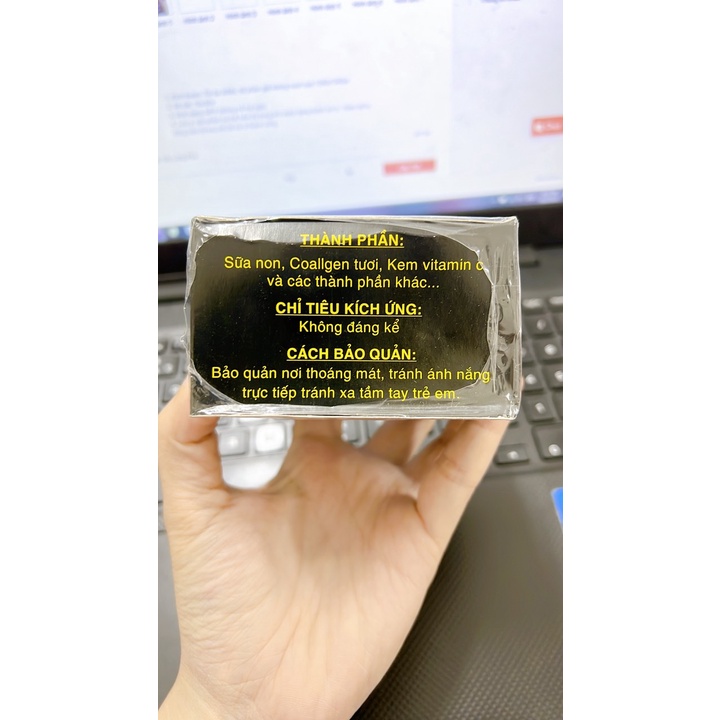 THÀNH PHẦN:
Sữa non, Coallgen tươi, Kem vitamin c
và các thành phần khác...
CHỈ TIÊU KÍCH ỨNG:
Không đáng kể
CÁCH BẢO QUẢN:
Bảo quản nơi thoáng mát, tránh ánh nắng
trực tiếp tránh xa tầm tay trẻ em.